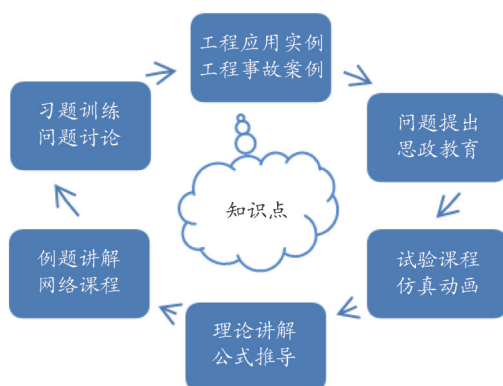 工程应用实例
工程事故案例
习题训练
问题讨论
问题提出
思政教育
知识点
例题讲解
网络课程
试验课程
仿真动画
理论讲解
公式推导